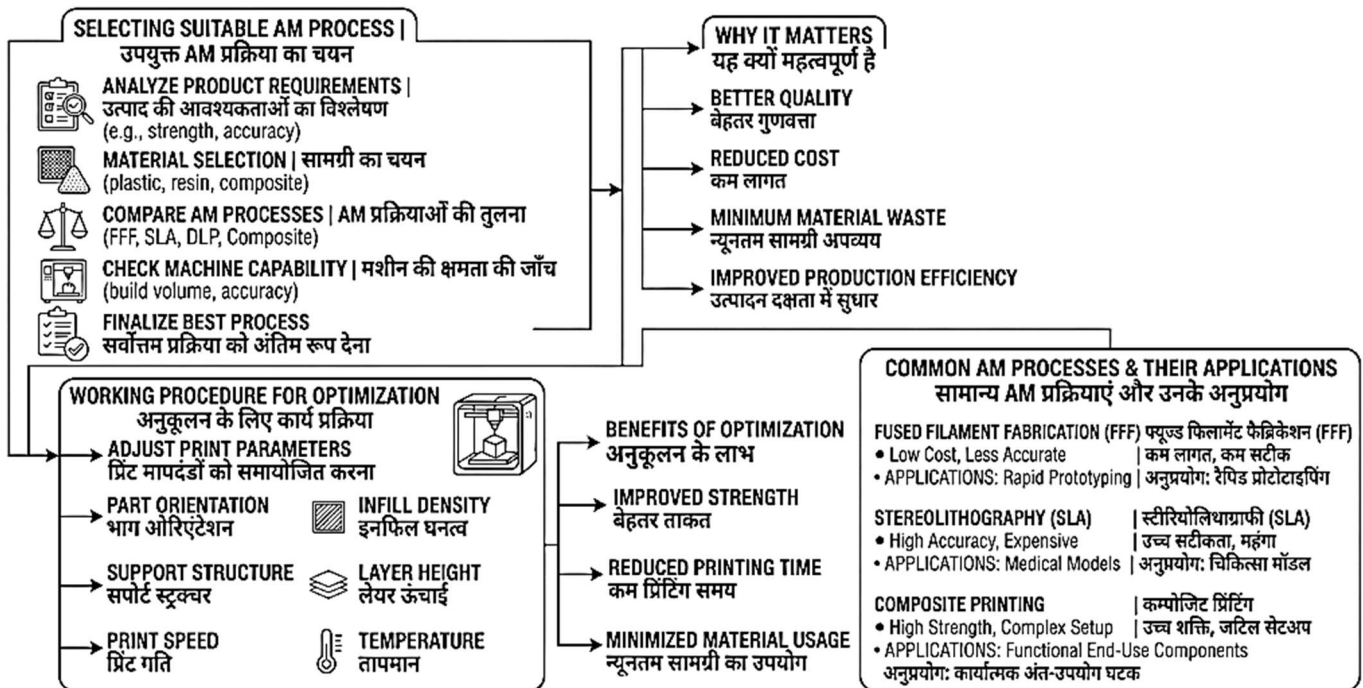 SELECTING SUITABLE AM PROCESS |
उपयुक्त AM प्रक्रिया का चयन
ANALYZE PRODUCT REQUIREMENTS |
उत्पाद की आवश्यकताओं का विश्लेषण
(e.g., strength, accuracy)
MATERIAL SELECTION | सामग्री का चयन
(plastic, resin, composite)
COMPARE AM PROCESSES | AM प्रक्रियाओं की तुलना
(FFF, SLA, DLP, Composite)
CHECK MACHINE CAPABILITY | मशीन की क्षमता की जाँच
(build volume, accuracy)
FINALIZE BEST PROCESS
सर्वोत्तम प्रक्रिया को अंतिम रूप देना
WHY IT MATTERS
यह क्यों महत्वपूर्ण है
BETTER QUALITY
बेहतर गुणवत्ता
REDUCED COST
कम लागत
MINIMUM MATERIAL WASTE
न्यूनतम सामग्री अपव्यय
IMPROVED PRODUCTION EFFICIENCY
उत्पादन दक्षता में सुधार
WORKING PROCEDURE FOR OPTIMIZATION
अनुकूलन के लिए कार्य प्रक्रिया
ADJUST PRINT PARAMETERS
प्रिंट मापदंडों को समायोजित करना
PART ORIENTATION
भाग ओरिएंटेशन
INFILL DENSITY
इनफिल घनत्व
SUPPORT STRUCTURE
सपोर्ट स्ट्रक्चर
LAYER HEIGHT
लेयर ऊंचाई
PRINT SPEED
प्रिंट गति
TEMPERATURE
तापमान
BENEFITS OF OPTIMIZATION
अनुकूलन के लाभ
IMPROVED STRENGTH
बेहतर ताकत
REDUCED PRINTING TIME
कम प्रिंटिंग समय
MINIMIZED MATERIAL USAGE
न्यूनतम सामग्री का उपयोग
COMMON AM PROCESSES & THEIR APPLICATIONS
सामान्य AM प्रक्रियाएं और उनके अनुप्रयोग
FUSED FILAMENT FABRICATION (FFF) फ्यूज्ड फिलामेंट फैब्रिकेशन (FFF)
• Low Cost, Less Accurate | कम लागत, कम सटीक
• APPLICATIONS: Rapid Prototyping | अनुप्रयोग: रैपिड प्रोटोटाइपिंग
STEREOLITHOGRAPHY (SLA) | स्टीरियोलिथाग्राफी (SLA)
• High Accuracy, Expensive | उच्च सटीकता, महंगा
• APPLICATIONS: Medical Models | अनुप्रयोग: चिकित्सा मॉडल
COMPOSITE PRINTING | कम्पोजिट प्रिंटिंग
• High Strength, Complex Setup | उच्च शक्ति, जटिल सेटअप
• APPLICATIONS: Functional End-Use Components
अनुप्रयोग: कार्यात्मक अंत-उपयोग घटक